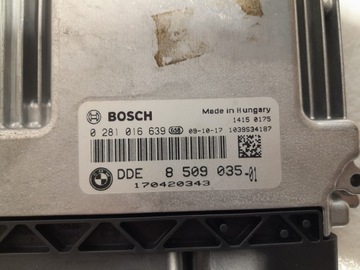 BOSCH
Made in Hungary
1415 0175
0 281 016 639 658 09-10-17 1039S34187
DDE 8 509 035-01
170420343